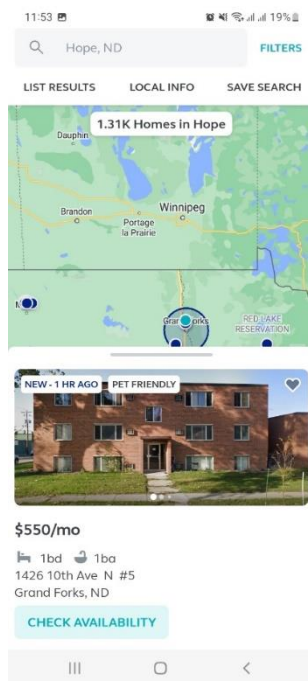 11:53
19%
Hope, ND
FILTERS
LIST RESULTS LOCAL INFO SAVE SEARCH
1.31K Homes in Hope
Dauphin
Winnipeg
Brandon
Portage
la Prairie
Grand Forks
RED LAKE
RESERVATION
NEW - 1 HR AGO PET FRIENDLY
$550/mo
1bd 1ba
1426 10th Ave N #5
Grand Forks, ND
CHECK AVAILABILITY